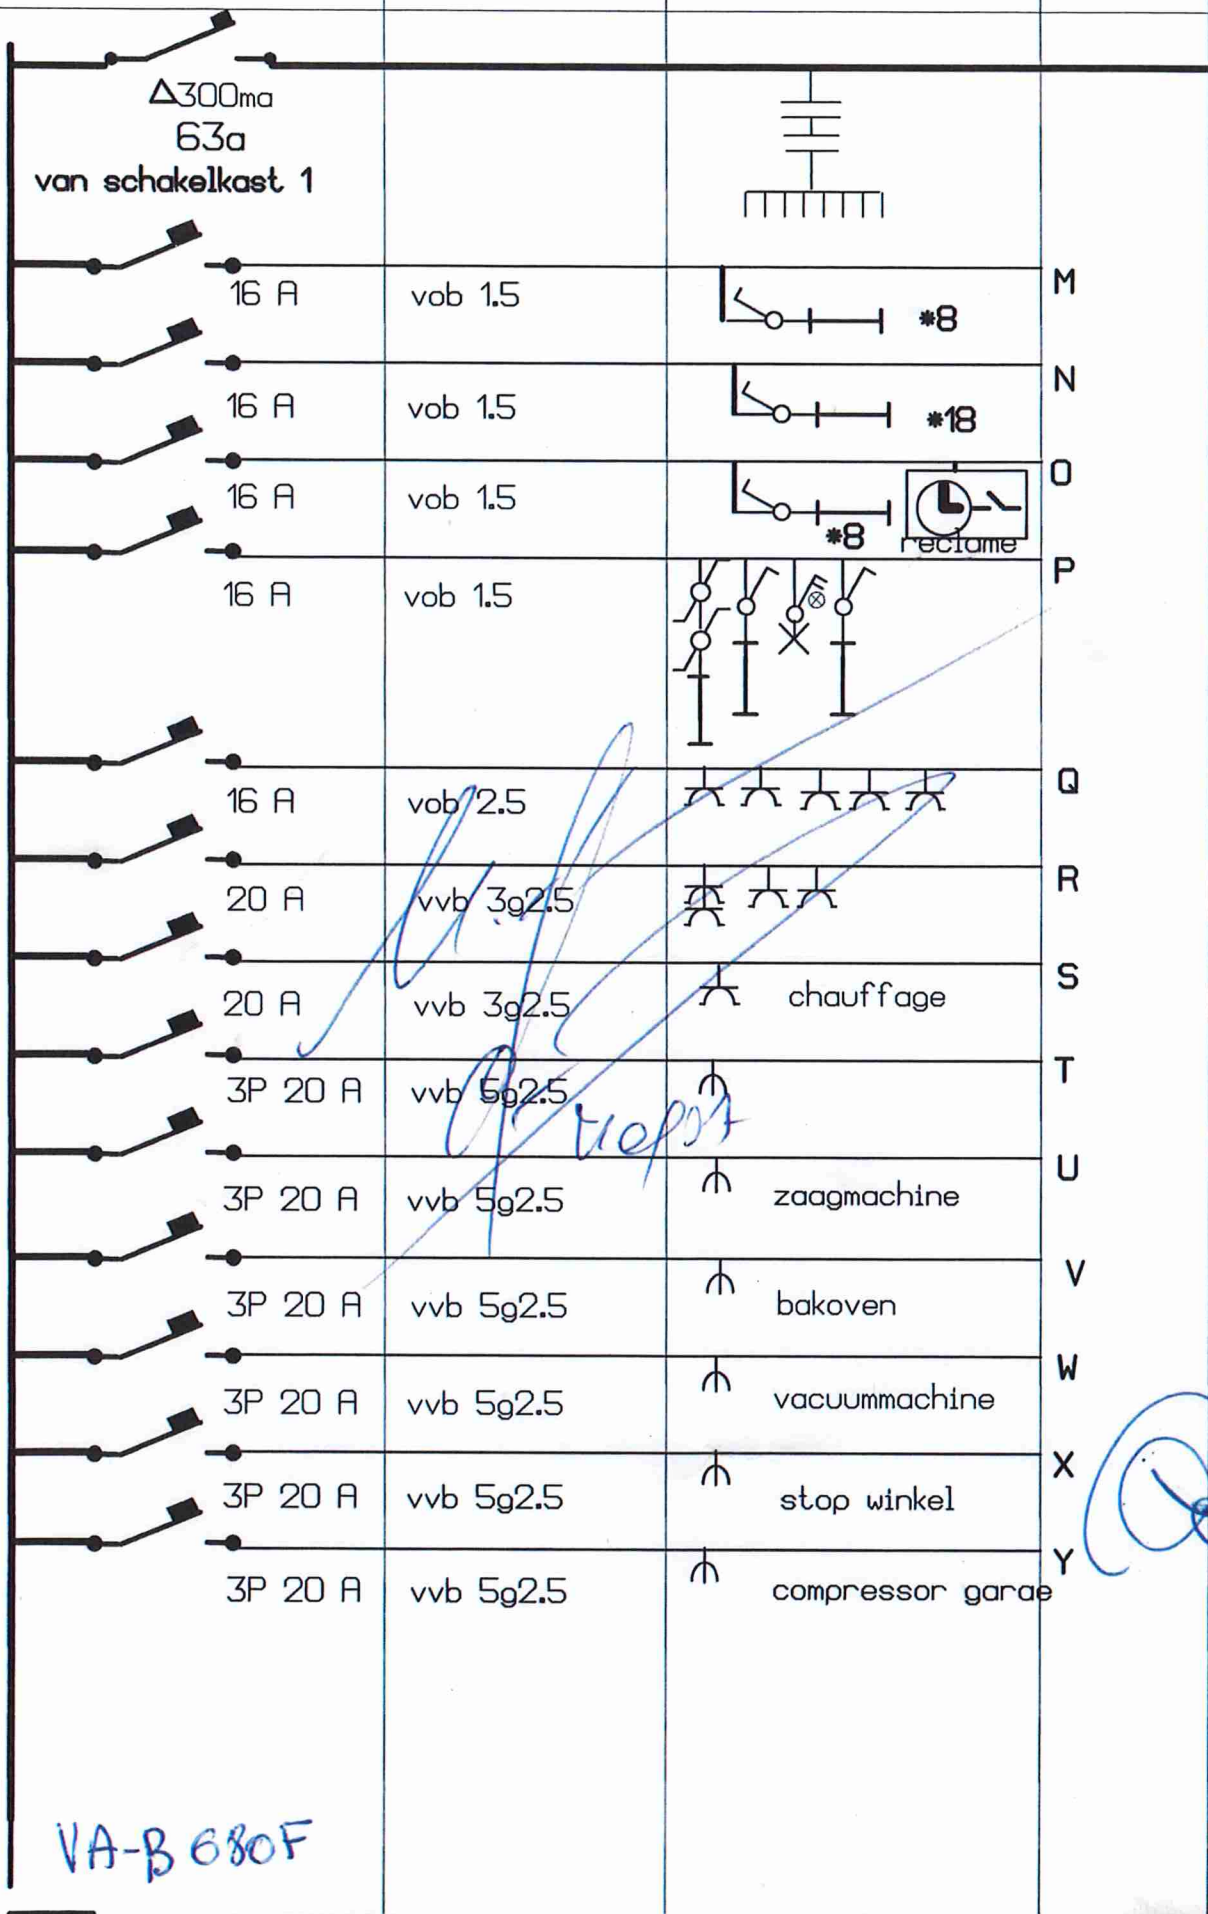 Δ300ma
63a
van schakelkast 1
16 A vob 1.5 *8 M
16 A vob 1.5 *18 N
16 A vob 1.5 *8 reclame O
16 A vob 1.5 P
16 A vob 2.5 Q
20 A vvb 3g2.5 R
20 A vvb 3g2.5 chauffage S
3P 20 A vvb 5g2.5 T
3P 20 A vvb 5g2.5 zaagmachine U
3P 20 A vvb 5g2.5 bakoven V
3P 20 A vvb 5g2.5 vacuummachine W
3P 20 A vvb 5g2.5 stop winkel X
3P 20 A vvb 5g2.5 compressor garae Y
VA-B 680F